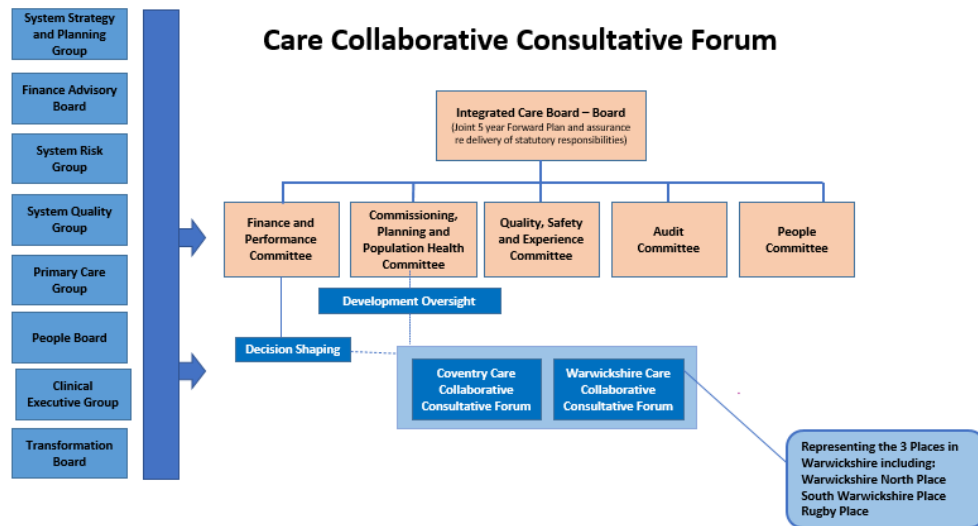 Care Collaborative Consultative Forum
System Strategy
and Planning
Group
Finance Advisory
Board
System Risk
Group
System Quality
Group
Primary Care
Group
People Board
Clinical
Executive Group
Transformation
Board
Integrated Care Board – Board
(Joint 5 year Forward Plan and assurance
re delivery of statutory responsibilities)
Finance and
Performance
Committee
Commissioning,
Planning and
Population Health
Committee
Quality, Safety
and Experience
Committee
Audit
Committee
People
Committee
Development Oversight
Decision Shaping
Coventry Care
Collaborative
Consultative Forum
Warwickshire Care
Collaborative
Consultative Forum
Representing the 3 Places in
Warwickshire including:
Warwickshire North Place
South Warwickshire Place
Rugby Place